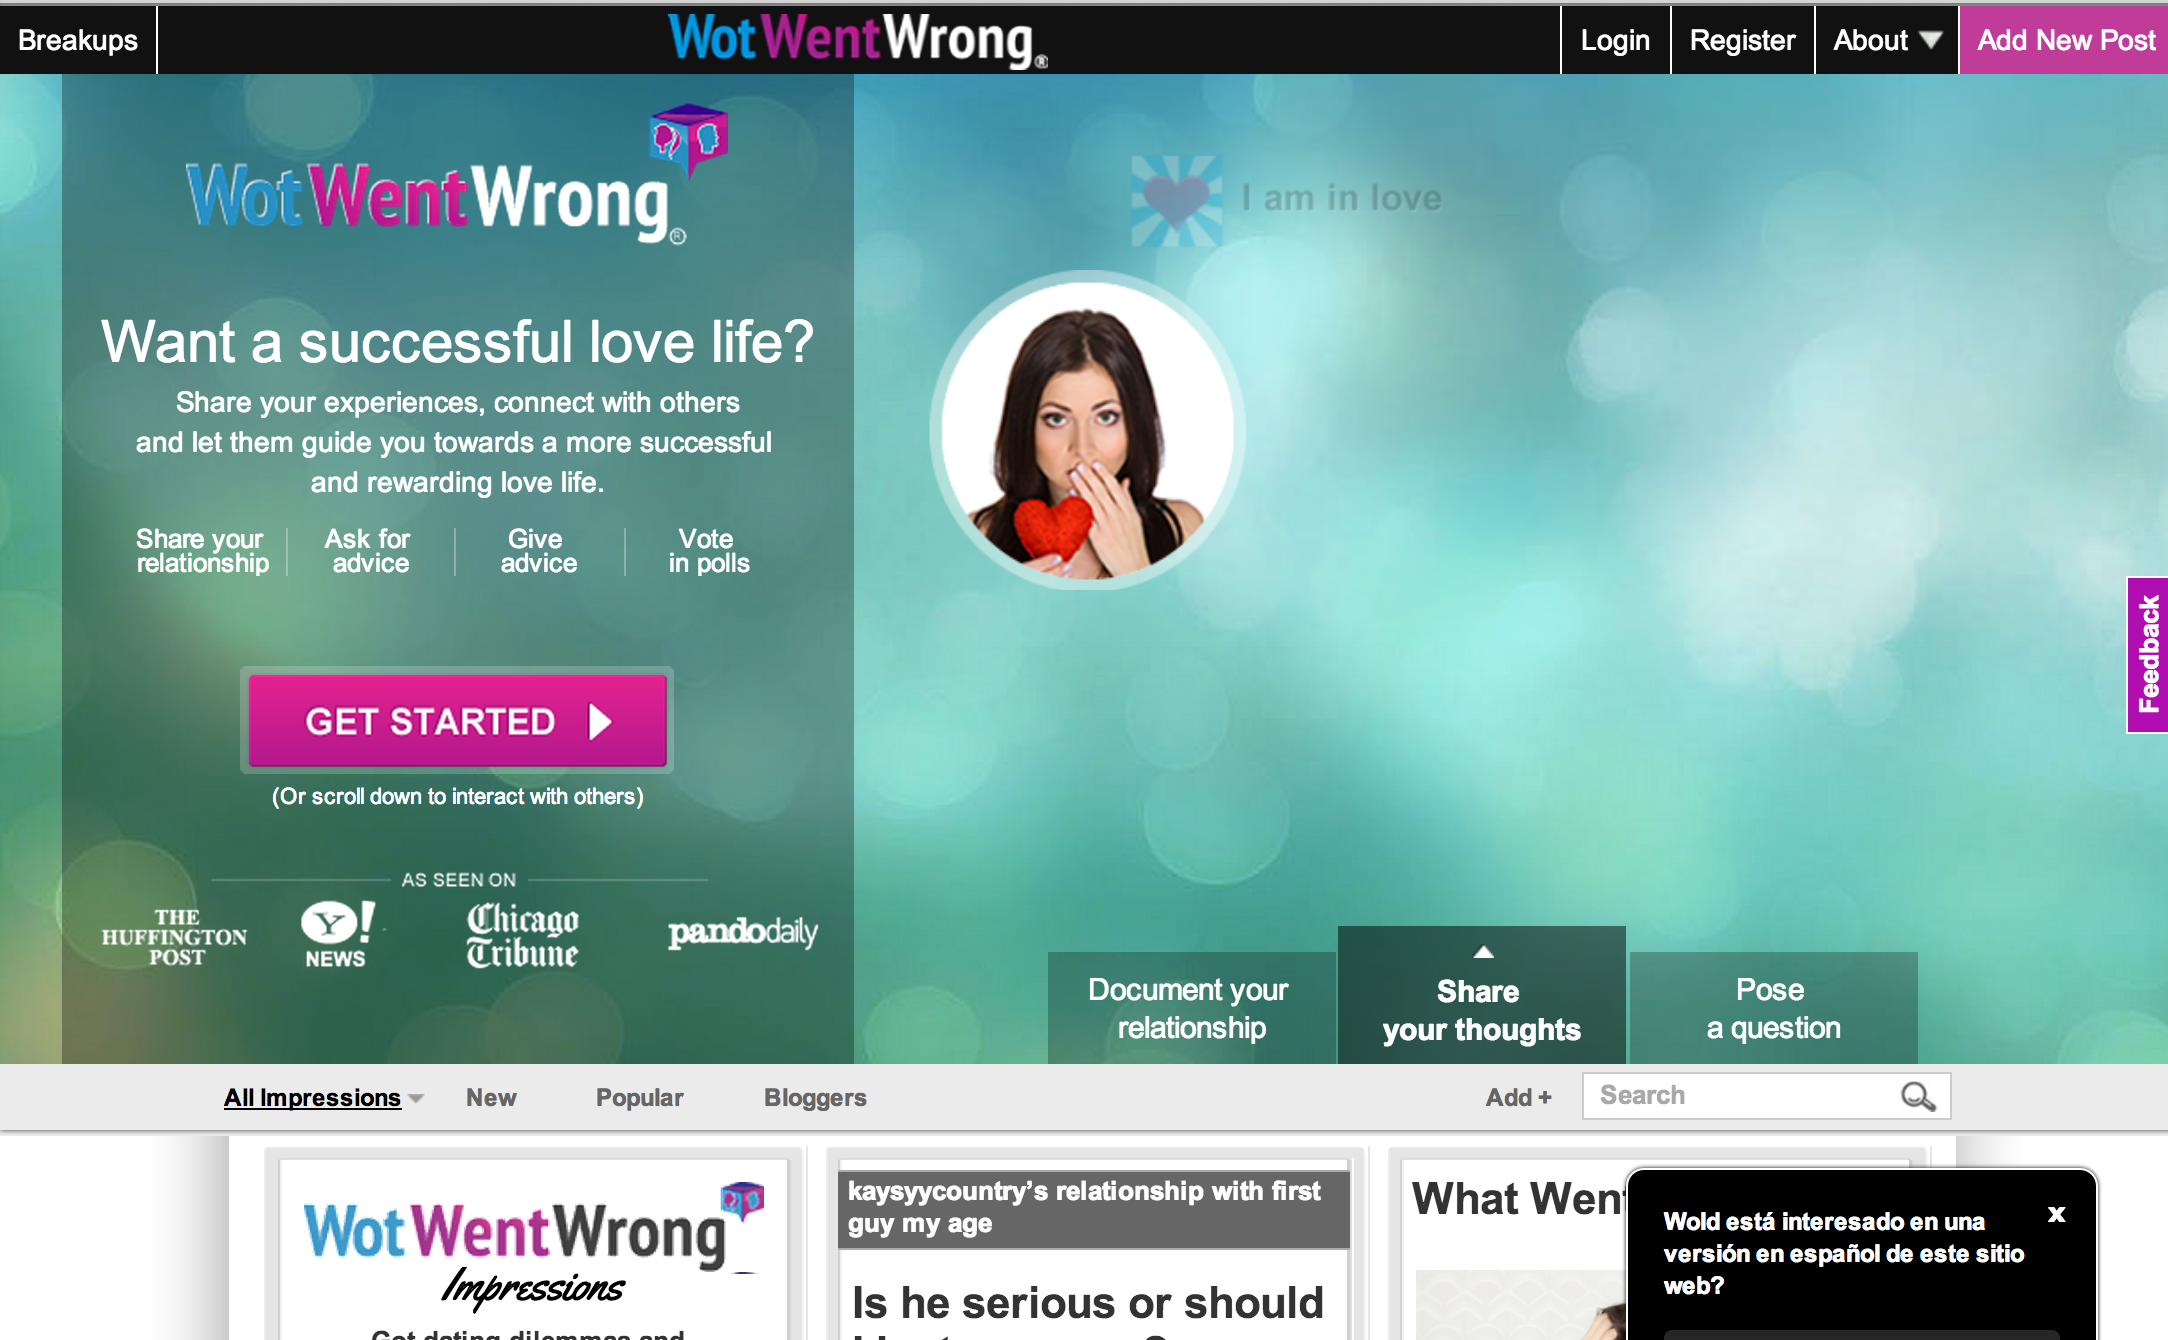 Breakups
WotWentWrong®
Login
Register
About
Add New Post
WotWentWrong®
Want a successful love life?
Share your experiences, connect with others
and let them guide you towards a more successful
and rewarding love life.
Share your
relationship
Ask for
advice
Give
advice
Vote
in polls
GET STARTED
(Or scroll down to interact with others)
AS SEEN ON
THE
HUFFINGTON
POST
Y!
NEWS
Chicago
Tribune
pandodaily
I am in love
Feedback
Document your
relationship
Share
your thoughts
Pose
a question
All Impressions
New
Popular
Bloggers
Add +
Search
WotWentWrong
Impressions
Got dating dilemmas and
kaysyycountry's relationship with first
guy my age
Is he serious or should
What Went
x
Wold está interesado en una
versión en español de este sitio
web?